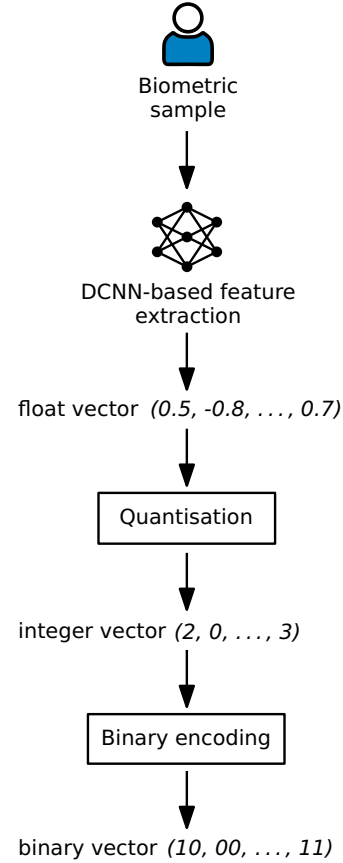 Biometric
sample
DCNN-based feature
extraction
float vector (0.5, -0.8, . . . , 0.7)
Quantisation
integer vector (2, 0, . . . , 3)
Binary encoding
binary vector (10, 00, . . . , 11)